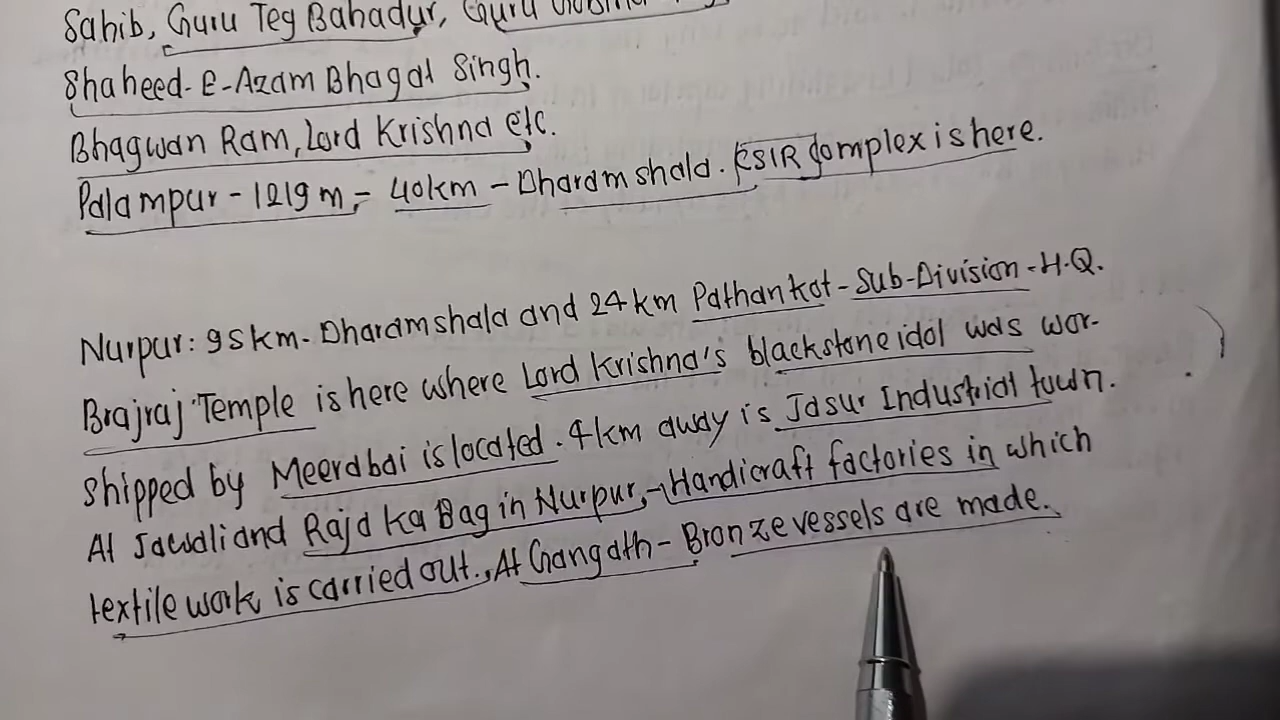 Sahib, Guru Teg Bahadur, Guru
Shaheed-E-Azam Bhagat Singh.
Bhagwan Ram, Lord Krishna etc.
Palampur - 1219 m - 40km - Dharamshala. CSIR Complex is here.
Nurpur: 95km - Dharamshala and 24km Pathankot - Sub-Division - H.Q.
Brajraj Temple is here where Lord Krishna's blackstone idol was wor-
shipped by Meerabai is located. 4km away is Jasur Industrial town.
At Jawali and Raja Ka Bag in Nurpur, - Handicraft factories in which
textile work is carried out., At Gangath - Bronze vessels are made.